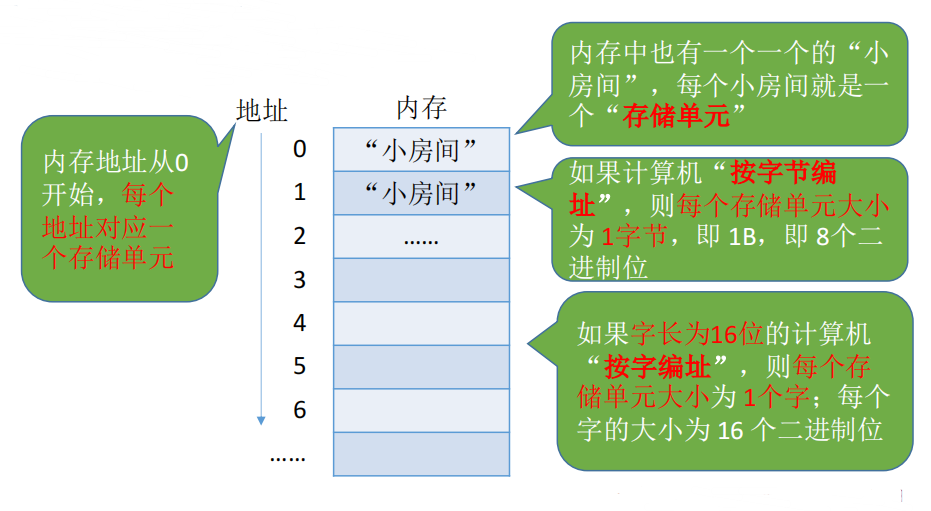 内存中也有一个一个的“小
房间”，每个小房间就是一
个“存储单元”
地址
内存
内存地址从0
开始，每个
地址对应一
个存储单元
0
“小房间”
1
“小房间”
2
……
3
4
5
6
……
如果计算机“按字节编
址”，则每个存储单元大小
为 1字节，即 1B，即 8个二
进制位
如果字长为16位的计算机
“按字编址”，则每个存
储单元大小为 1个字；每个
字的大小为 16 个二进制位